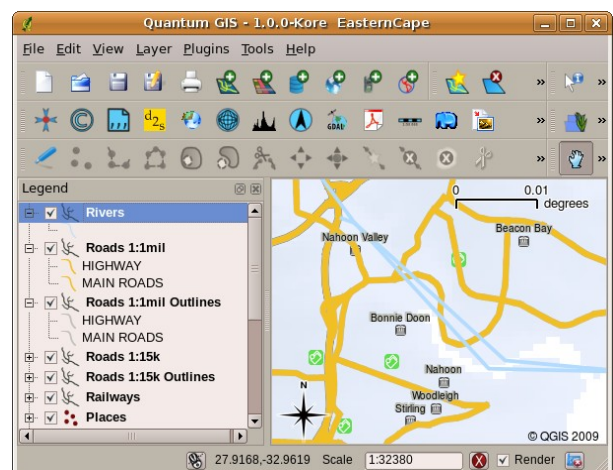 Quantum GIS - 1.0.0-Kore EasternCape
File Edit View Layer Plugins Tools Help
»
»
d2s
GDAL
»
»
»
Legend
Rivers
Roads 1:1mil
HIGHWAY
MAIN ROADS
Roads 1:1mil Outlines
HIGHWAY
MAIN ROADS
Roads 1:15k
Roads 1:15k Outlines
Railways
Places
0 0.01
degrees
Beacon Bay
Nahoon Valley
Bonnie Doon
Nahoon
Woodleigh
Stirling
N
© QGIS 2009
27.9168,-32.9619 Scale 1:32380 Render